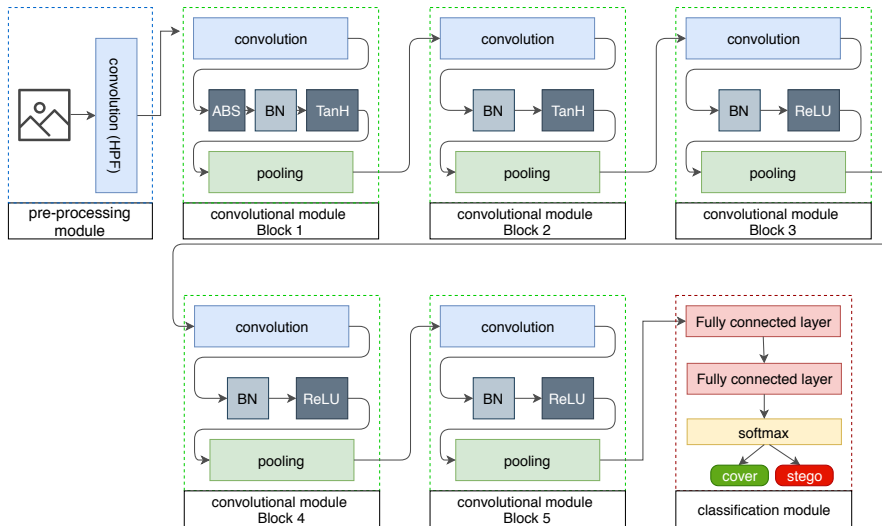 convolution (HPF)
pre-processing
module
convolution
ABS
BN
TanH
pooling
convolutional module
Block 1
convolution
BN
TanH
pooling
convolutional module
Block 2
convolution
BN
ReLU
pooling
convolutional module
Block 3
convolution
BN
ReLU
pooling
convolutional module
Block 4
convolution
BN
ReLU
pooling
convolutional module
Block 5
Fully connected layer
Fully connected layer
softmax
cover
stego
classification module